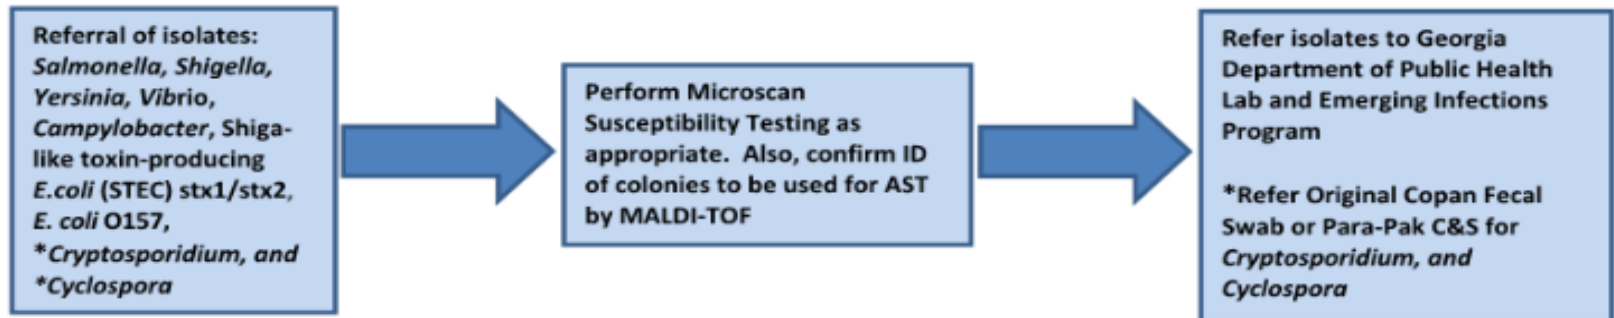 Referral of isolates:
Salmonella, Shigella,
Yersinia, Vibrio,
Campylobacter, Shiga-
like toxin-producing
E.coli (STEC) stx1/stx2,
E. coli O157,
*Cryptosporidium, and
*Cyclospora
Perform Microscan
Susceptibility Testing as
appropriate. Also, confirm ID
of colonies to be used for AST
by MALDI-TOF
Refer isolates to Georgia
Department of Public Health
Lab and Emerging Infections
Program
*Refer Original Copan Fecal
Swab or Para-Pak C&S for
Cryptosporidium, and
Cyclospora